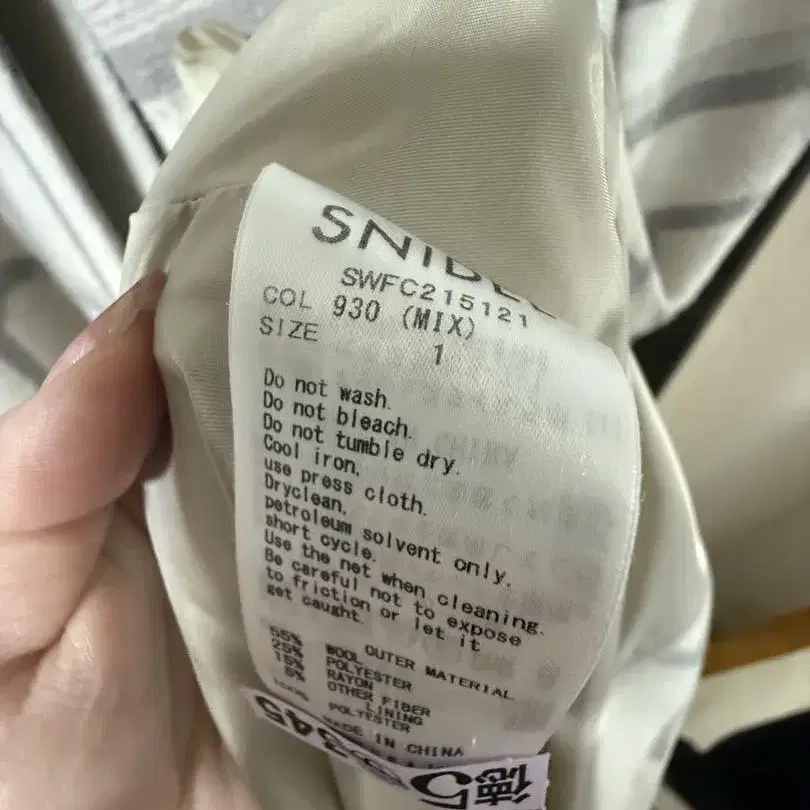 SNIDEL
SWFC215121
COL 930 (MIX)
SIZE 1
Do not wash.
Do not bleach.
Do not tumble dry.
Cool iron,
use press cloth.
Dryclean,
petroleum solvent only,
short cycle.
Use the net when cleaning.
Be careful not to expose
to friction or let it
get caught.
OUTER MATERIAL
55% WOOL
25% POLYESTER
15% RAYON
5% OTHER FIBER
LINING
100% POLYESTER
MADE IN CHINA